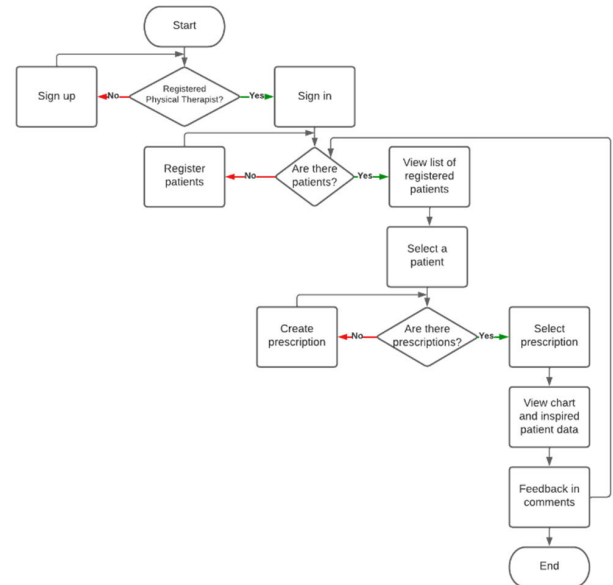 Start
Sign up
No
Registered
Physical Therapist?
Yes
Sign in
Register
patients
No
Are there
patients?
Yes
View list of
registered
patients
Select a
patient
Create
prescription
No
Are there
prescriptions?
Yes
Select
prescription
View chart
and inspired
patient data
Feedback in
comments
End